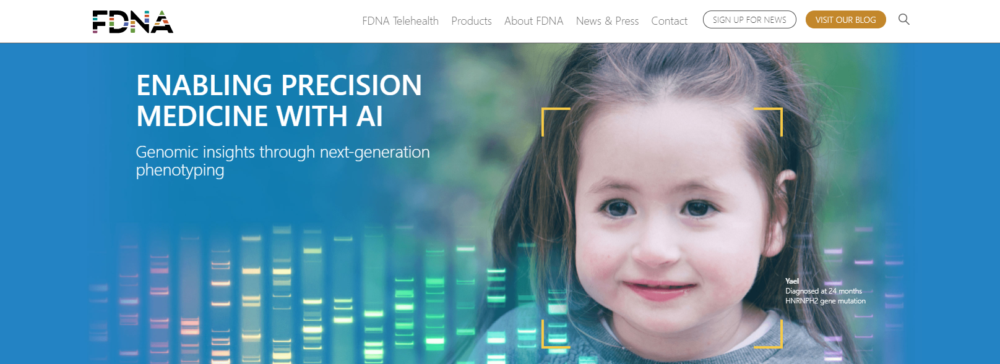 FDNA
FDNA Telehealth
Products
About FDNA
News & Press
Contact
SIGN UP FOR NEWS
VISIT OUR BLOG
ENABLING PRECISION
MEDICINE WITH AI
Genomic insights through next-generation
phenotyping
Yael
Diagnosed at 24 months
HNRNPH2 gene mutation